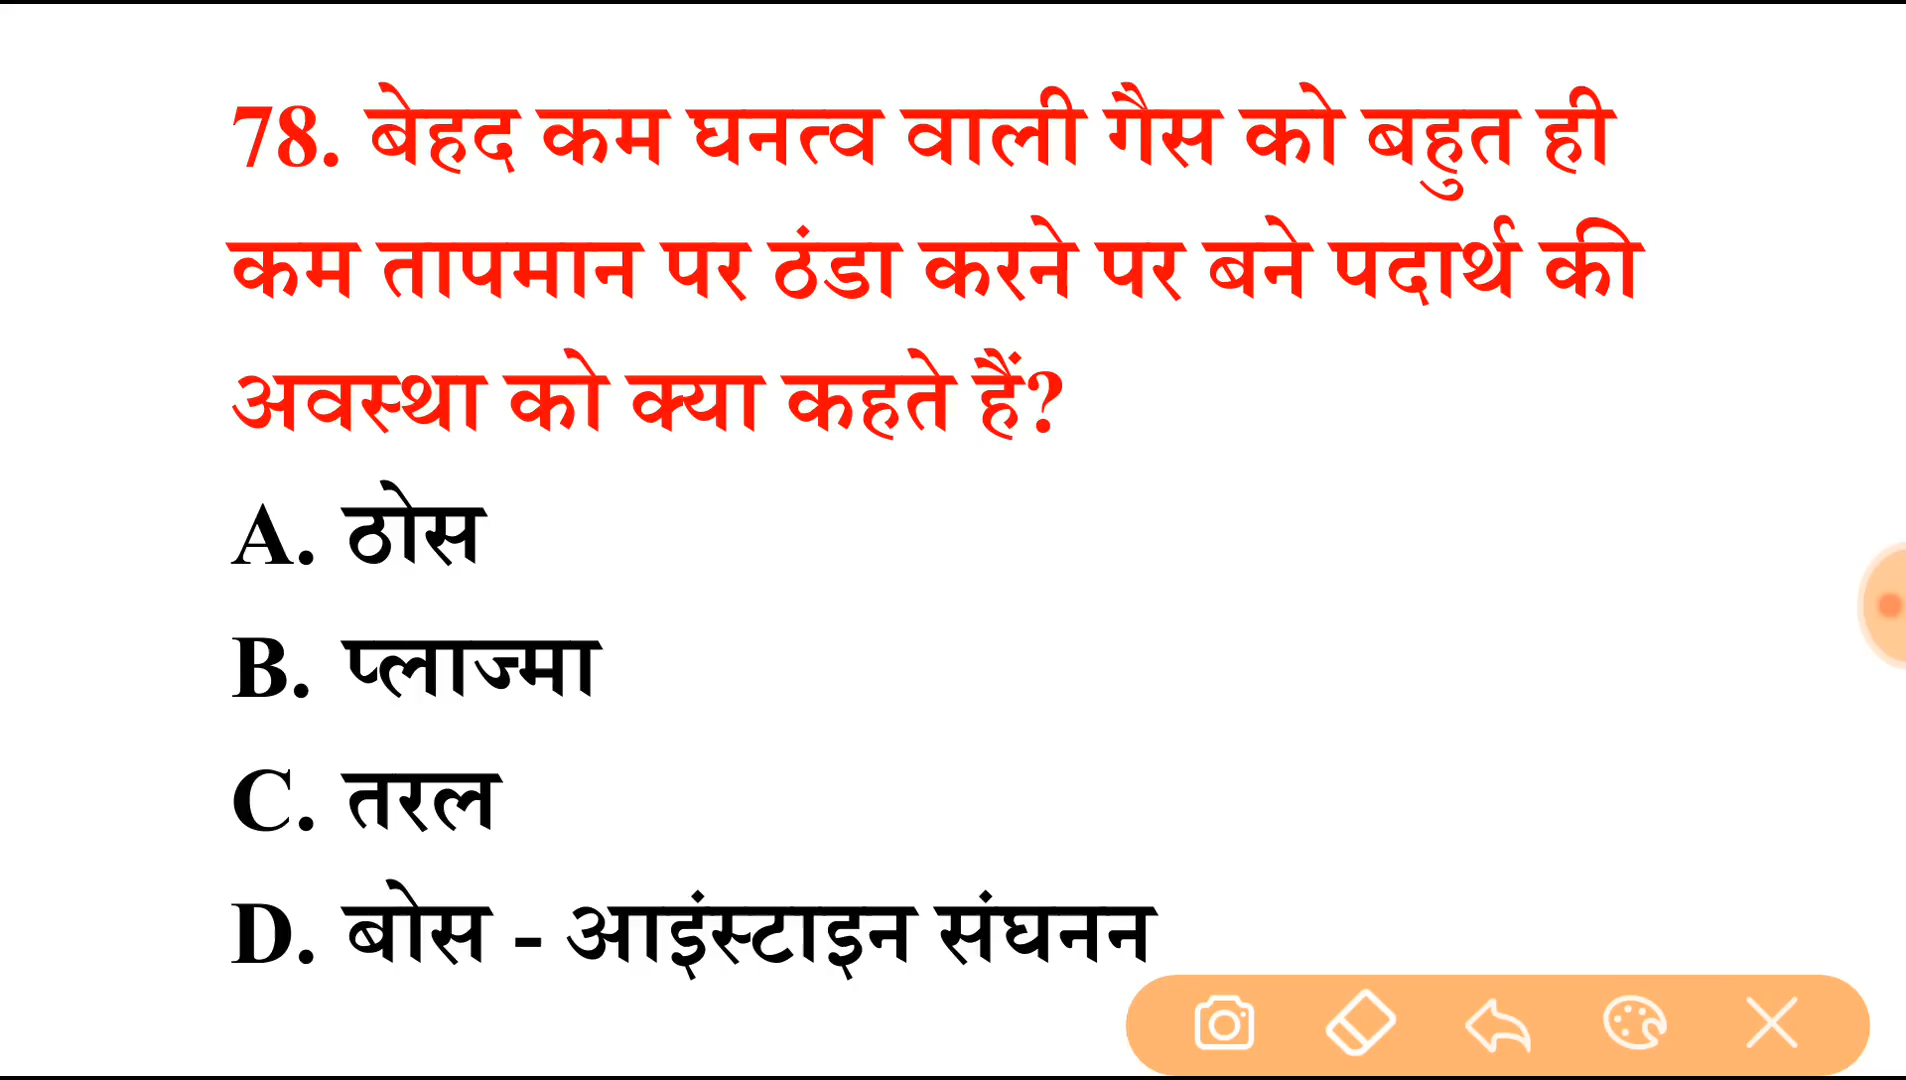 78. बेहद कम घनत्व वाली गैस को बहुत ही
कम तापमान पर ठंडा करने पर बने पदार्थ की
अवस्था को क्या कहते हैं?
A. ठोस
B. प्लाज्मा
C. तरल
D. बोस - आइंस्टाइन संघनन